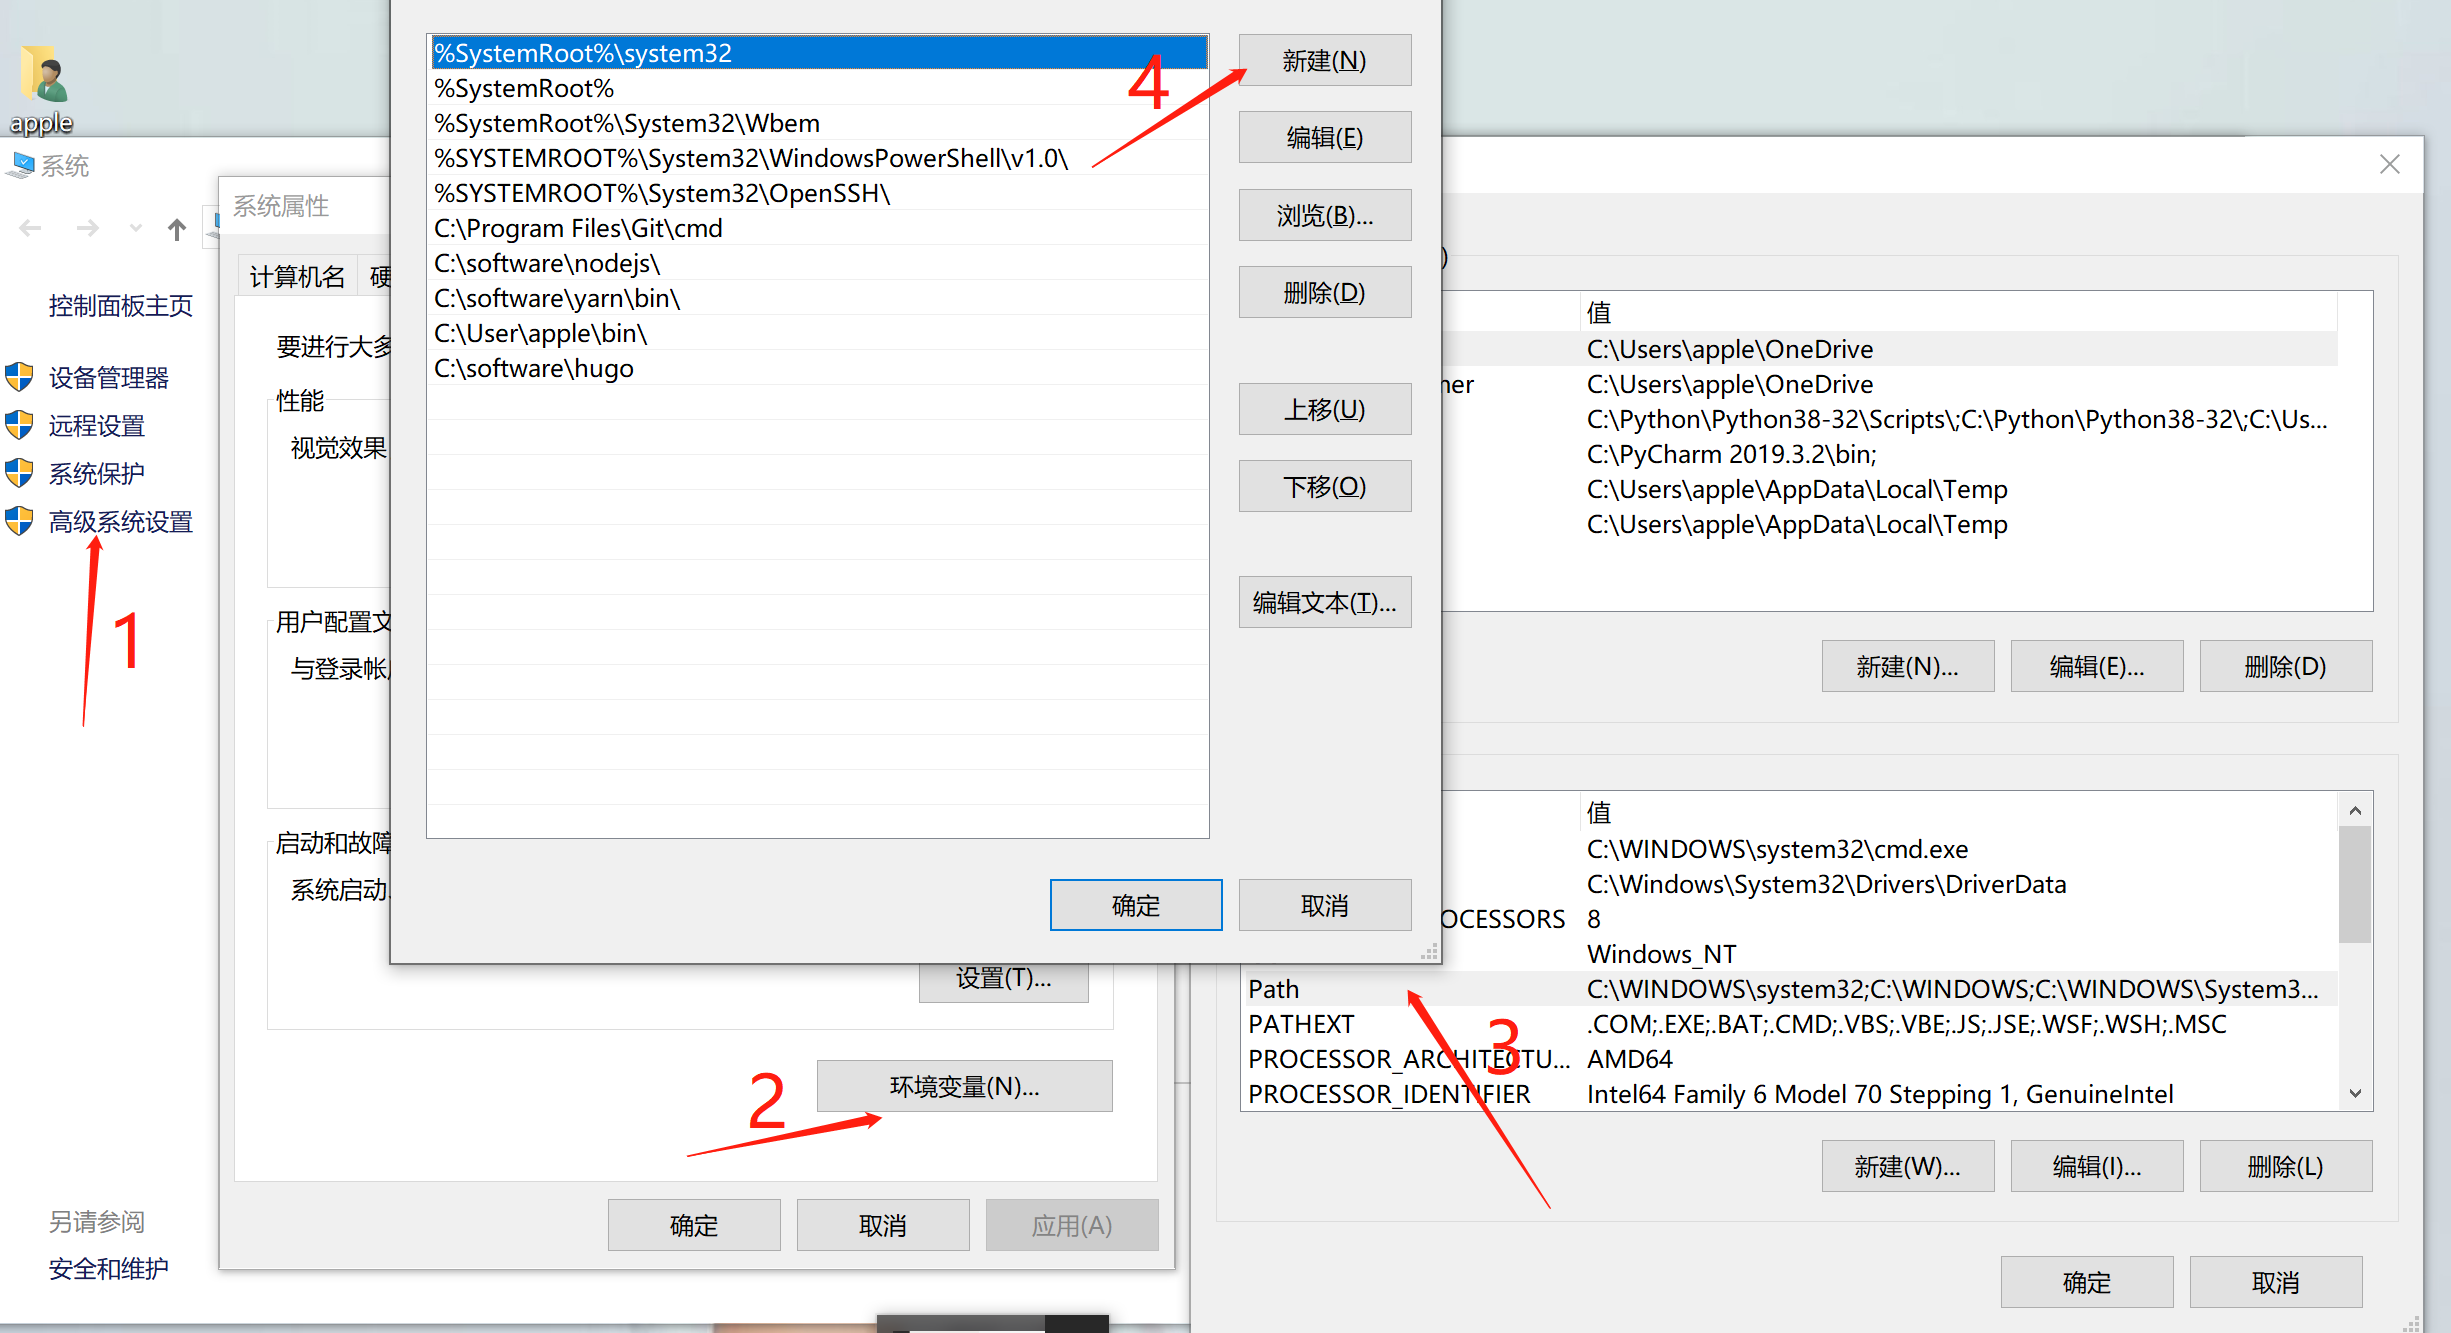 apple
系统
控制面板主页
设备管理器
远程设置
系统保护
高级系统设置
1
另请参阅
安全和维护
系统属性
计算机名
硬
要进行大多
性能
视觉效果
用户配置文
与登录帐
启动和故障
系统启动
设置(T)...
环境变量(N)...
2
确定
取消
应用(A)
%SystemRoot%\system32
%SystemRoot%
%SystemRoot%\System32\Wbem
%SYSTEMROOT%\System32\WindowsPowerShell\v1.0\
%SYSTEMROOT%\System32\OpenSSH\
C:\Program Files\Git\cmd
C:\software\nodejs\
C:\software\yarn\bin\
C:\User\apple\bin\
C:\software\hugo
4
新建(N)
编辑(E)
浏览(B)...
删除(D)
上移(U)
下移(O)
编辑文本(T)...
确定
取消
)
值
C:\Users\apple\OneDrive
ner C:\Users\apple\OneDrive
C:\Python\Python38-32\Scripts\;C:\Python\Python38-32\;C:\Us...
C:\PyCharm 2019.3.2\bin;
C:\Users\apple\AppData\Local\Temp
C:\Users\apple\AppData\Local\Temp
新建(N)...
编辑(E)...
删除(D)
值
C:\WINDOWS\system32\cmd.exe
C:\Windows\System32\Drivers\DriverData
OCESSORS 8
Windows_NT
Path C:\WINDOWS\system32;C:\WINDOWS;C:\WINDOWS\System3...
PATHEXT .COM;.EXE;.BAT;.CMD;.VBS;.VBE;.JS;.JSE;.WSF;.WSH;.MSC
PROCESSOR_ARCHITECTU... AMD64
PROCESSOR_IDENTIFIER Intel64 Family 6 Model 70 Stepping 1, GenuineIntel
3
新建(W)...
编辑(I)...
删除(L)
确定
取消